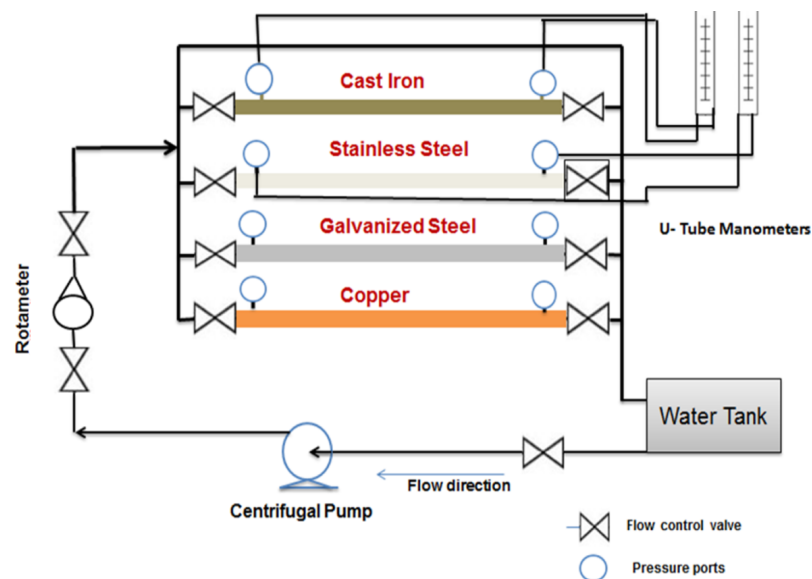 Cast Iron
Stainless Steel
U- Tube Manometers
Galvanized Steel
Copper
Rotameter
Water Tank
Flow direction
Centrifugal Pump
Flow control valve
Pressure ports